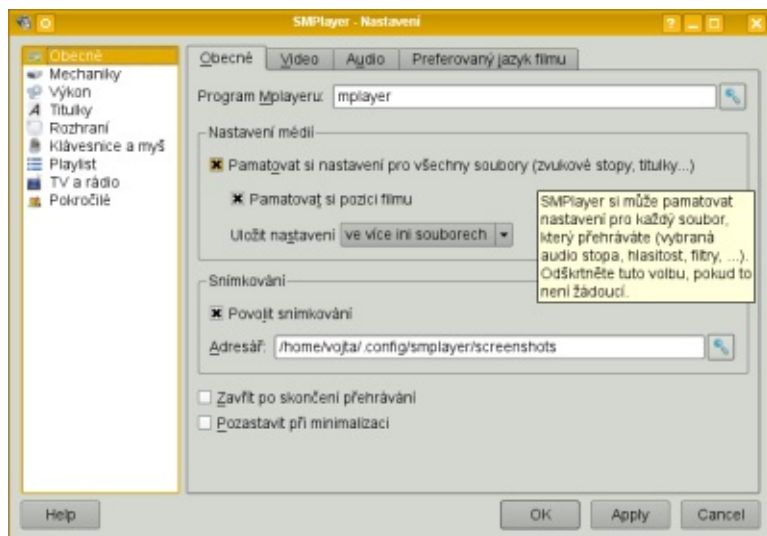 SMPlayer - Nastavení
Obecné
Mechaniky
Výkon
Titulky
Rozhraní
Klávesnice a myš
Playlist
TV a rádio
Pokročilé
Obecné Video Audio Preferovaný jazyk filmu
Program Mplayeru: mplayer
Nastavení médií
Pamatovat si nastavení pro všechny soubory (zvukové stopy, titulky...)
Pamatovat si pozici filmu
Uložit nastavení ve více ini souborech
SMPlayer si může pamatovat
nastavení pro každý soubor,
který přehráváte (vybraná
audio stopa, hlasitost, filtry, ...).
Odškrtněte tuto volbu, pokud to
není žádoucí.
Snímkování
Povolit snímkování
Adresář: /home/vojta/.config/smplayer/screenshots
Zavřít po skončení přehrávání
Pozastavit při minimalizaci
Help OK Apply Cancel